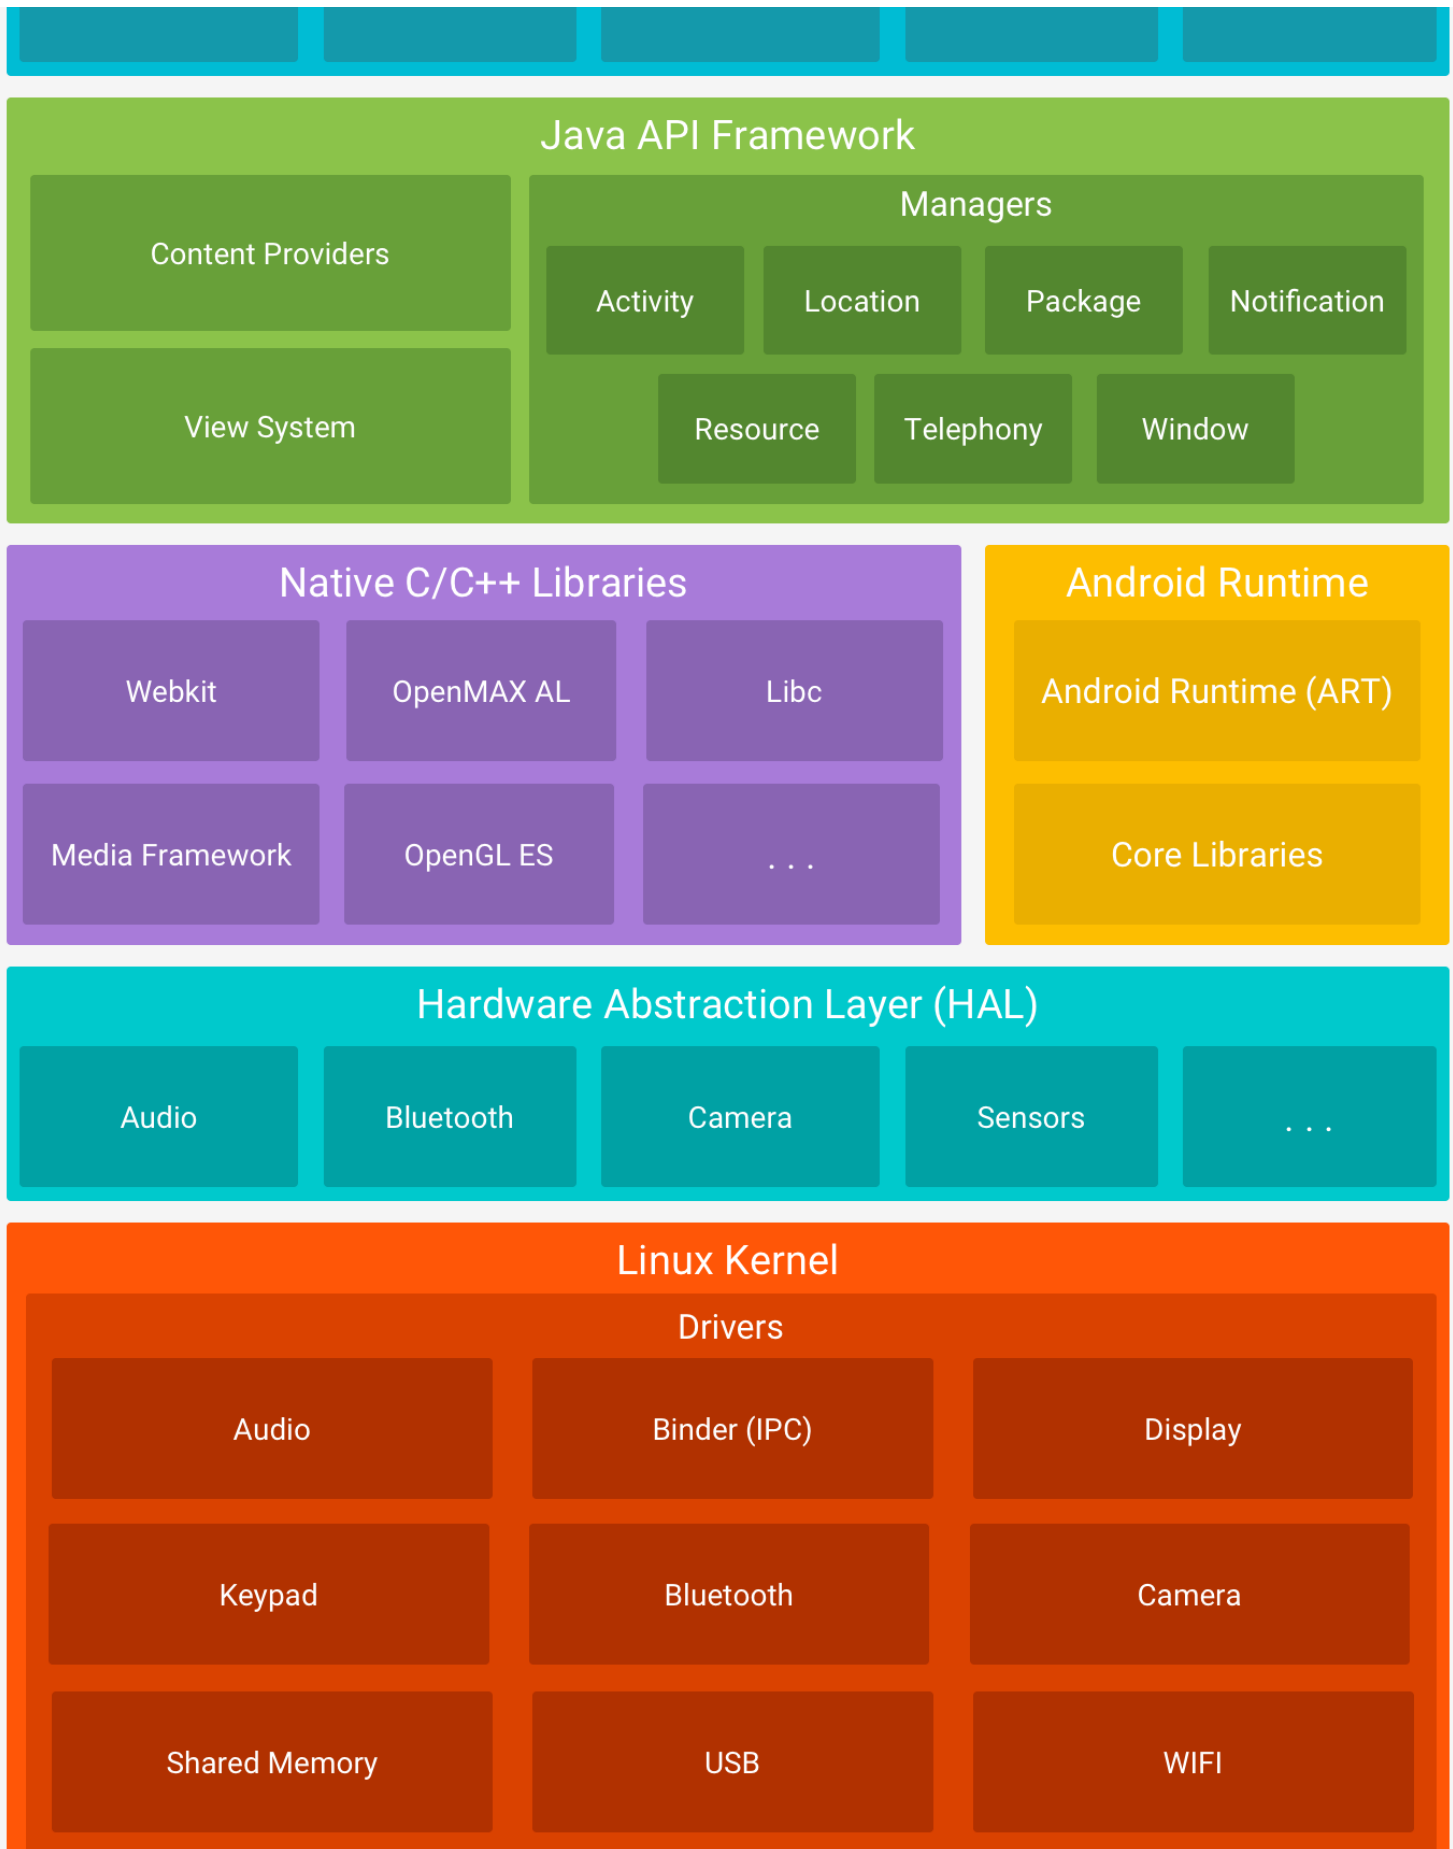 Java API Framework
Content Providers
View System
Managers
Activity Location Package Notification
Resource Telephony Window
Native C/C++ Libraries
Webkit OpenMAX AL Libc
Media Framework OpenGL ES . . .
Android Runtime
Android Runtime (ART)
Core Libraries
Hardware Abstraction Layer (HAL)
Audio Bluetooth Camera Sensors . . .
Linux Kernel
Drivers
Audio Binder (IPC) Display
Keypad Bluetooth Camera
Shared Memory USB WIFI